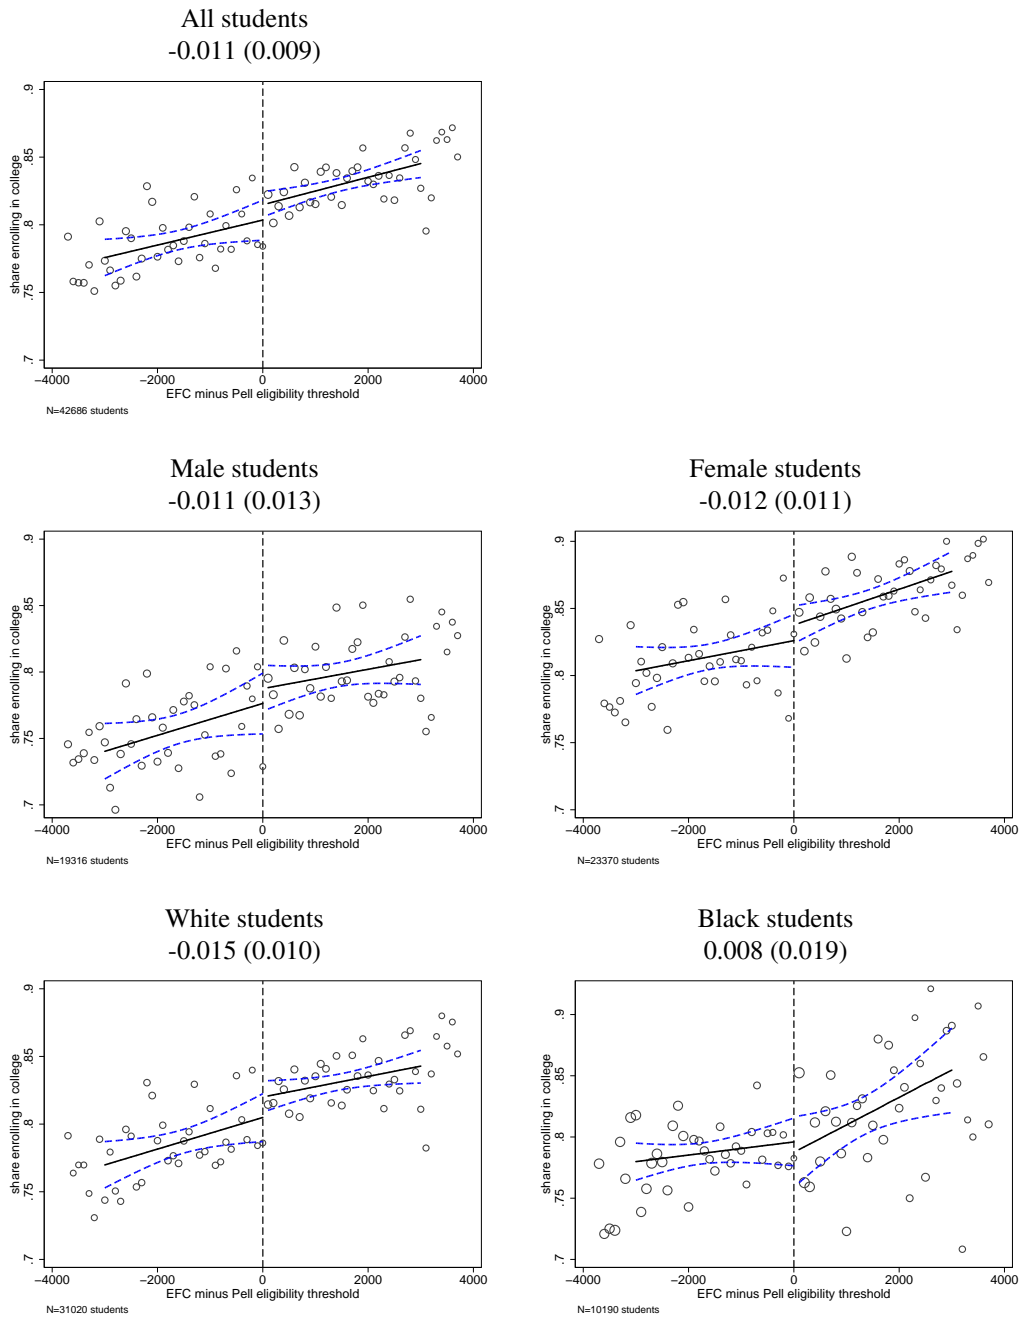 All students
-0.011 (0.009)
.9
.85
.8
.75
.7
share enrolling in college
−4000 −2000 0 2000 4000
EFC minus Pell eligibility threshold
N=42686 students
Male students
-0.011 (0.013)
.9
.85
.8
.75
.7
share enrolling in college
−4000 −2000 0 2000 4000
EFC minus Pell eligibility threshold
N=19316 students
Female students
-0.012 (0.011)
.9
.85
.8
.75
.7
share enrolling in college
−4000 −2000 0 2000 4000
EFC minus Pell eligibility threshold
N=23370 students
White students
-0.015 (0.010)
.9
.85
.8
.75
.7
share enrolling in college
−4000 −2000 0 2000 4000
EFC minus Pell eligibility threshold
N=31020 students
Black students
0.008 (0.019)
.9
.85
.8
.75
.7
share enrolling in college
−4000 −2000 0 2000 4000
EFC minus Pell eligibility threshold
N=10190 students